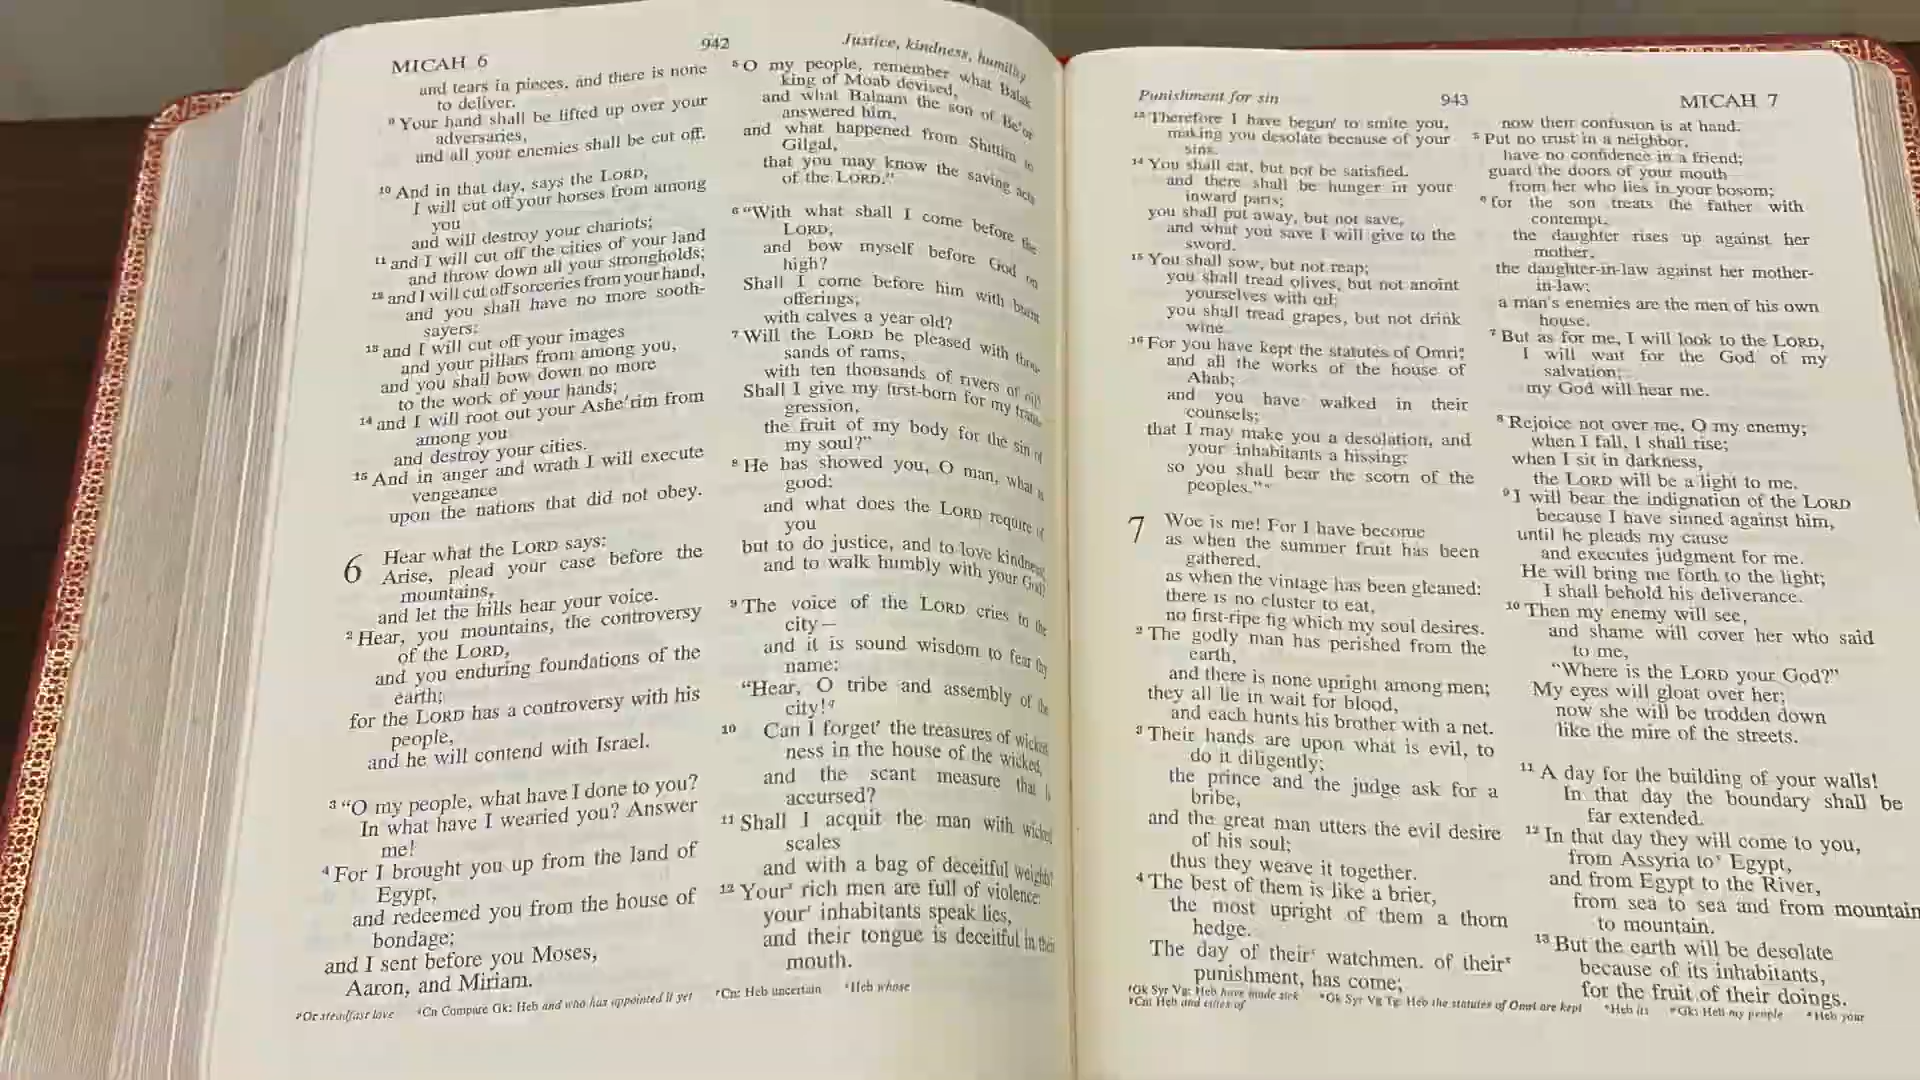 MICAH 6
942
Justice, kindness, humility
and tears in pieces, and there is none
to deliver.
9 Your hand shall be lifted up over your
adversaries,
and all your enemies shall be cut off.
10 And in that day, says the LORD,
I will cut off your horses from among
you
and will destroy your chariots;
11 and I will cut off the cities of your land
and throw down all your strongholds;
12 and I will cut off sorceries from your hand,
and you shall have no more sooth-
sayers;
13 and I will cut off your images
and your pillars from among you,
and you shall bow down no more
to the work of your hands;
14 and I will root out your Ashe′rim from
among you
and destroy your cities.
15 And in anger and wrath I will execute
vengeance
upon the nations that did not obey.
6 Hear what the LORD says:
Arise, plead your case before the
mountains,
and let the hills hear your voice.
2 Hear, you mountains, the controversy
of the LORD,
and you enduring foundations of the
earth;
for the LORD has a controversy with his
people,
and he will contend with Israel.
3 “O my people, what have I done to you?
In what have I wearied you? Answer
me!
4 For I brought you up from the land of
Egypt,
and redeemed you from the house of
bondage;
and I sent before you Moses,
Aaron, and Miriam.
5 O my people, remember what Balak
king of Moab devised,
and what Balaam the son of Be′or
answered him,
and what happened from Shittim to
Gilgal,
that you may know the saving acts
of the LORD.”
6 “With what shall I come before the
LORD,
and bow myself before God on
high?
Shall I come before him with burnt
offerings,
with calves a year old?
7 Will the LORD be pleased with thou-
sands of rams,
with ten thousands of rivers of oil?
Shall I give my first-born for my trans-
gression,
the fruit of my body for the sin of
my soul?”
8 He has showed you, O man, what is
good;
and what does the LORD require of
you
but to do justice, and to love kindness,
and to walk humbly with your God?
9 The voice of the LORD cries to the
city—
and it is sound wisdom to fear thy
name:
“Hear, O tribe and assembly of the
city!q
10 Can I forgetr the treasures of wicked-
ness in the house of the wicked,
and the scant measure that is
accursed?
11 Shall I acquit the man with wicked
scales
and with a bag of deceitful weights?
12 Yours rich men are full of violence;
yours inhabitants speak lies,
and their tongue is deceitful in their
mouth.
p Or steadfast love q Cn Compare Gk: Heb and who has appointed it yet r Cn: Heb uncertain s Heb whose
Punishment for sin
943
MICAH 7
13 Therefore I have begunt to smite you,
making you desolate because of your
sins.
14 You shall eat, but not be satisfied,
and there shall be hunger in your
inward parts;
you shall put away, but not save,
and what you save I will give to the
sword.
15 You shall sow, but not reap;
you shall tread olives, but not anoint
yourselves with oil;
you shall tread grapes, but not drink
wine.
16 For you have kept the statutes of Omri,u
and all the works of the house of
Ahab;
and you have walked in their
counsels;
that I may make you a desolation, and
your inhabitants a hissing;
so you shall bear the scorn of the
peoples.”w
7 Woe is me! For I have become
as when the summer fruit has been
gathered,
as when the vintage has been gleaned:
there is no cluster to eat,
no first-ripe fig which my soul desires.
2 The godly man has perished from the
earth,
and there is none upright among men;
they all lie in wait for blood,
and each hunts his brother with a net.
3 Their hands are upon what is evil, to
do it diligently;
the prince and the judge ask for a
bribe,
and the great man utters the evil desire
of his soul;
thus they weave it together.
4 The best of them is like a brier,
the most upright of them a thorn
hedge.
The day of theirx watchmen, of theirx
punishment, has come;
now their confusion is at hand.
5 Put no trust in a neighbor,
have no confidence in a friend;
guard the doors of your mouth
from her who lies in your bosom;
6 for the son treats the father with
contempt,
the daughter rises up against her
mother,
the daughter-in-law against her mother-
in-law;
a man's enemies are the men of his own
house.
7 But as for me, I will look to the LORD,
I will wait for the God of my
salvation;
my God will hear me.
8 Rejoice not over me, O my enemy;
when I fall, I shall rise;
when I sit in darkness,
the LORD will be a light to me.
9 I will bear the indignation of the LORD
because I have sinned against him,
until he pleads my cause
and executes judgment for me.
He will bring me forth to the light;
I shall behold his deliverance.
10 Then my enemy will see,
and shame will cover her who said
to me,
“Where is the LORD your God?”
My eyes will gloat over her;
now she will be trodden down
like the mire of the streets.
11 A day for the building of your walls!
In that day the boundary shall be
far extended.
12 In that day they will come to you,
from Assyria toy Egypt,
and from Egypt to the River,
from sea to sea and from mountain
to mountain.
13 But the earth will be desolate
because of its inhabitants,
for the fruit of their doings.
t Gk Syr Vg: Heb have made sick u Gk Syr Vg Tg: Heb the statutes of Omri are kept v Heb its w Gk: Heb my people x Heb your
y Cn: Heb and cities of